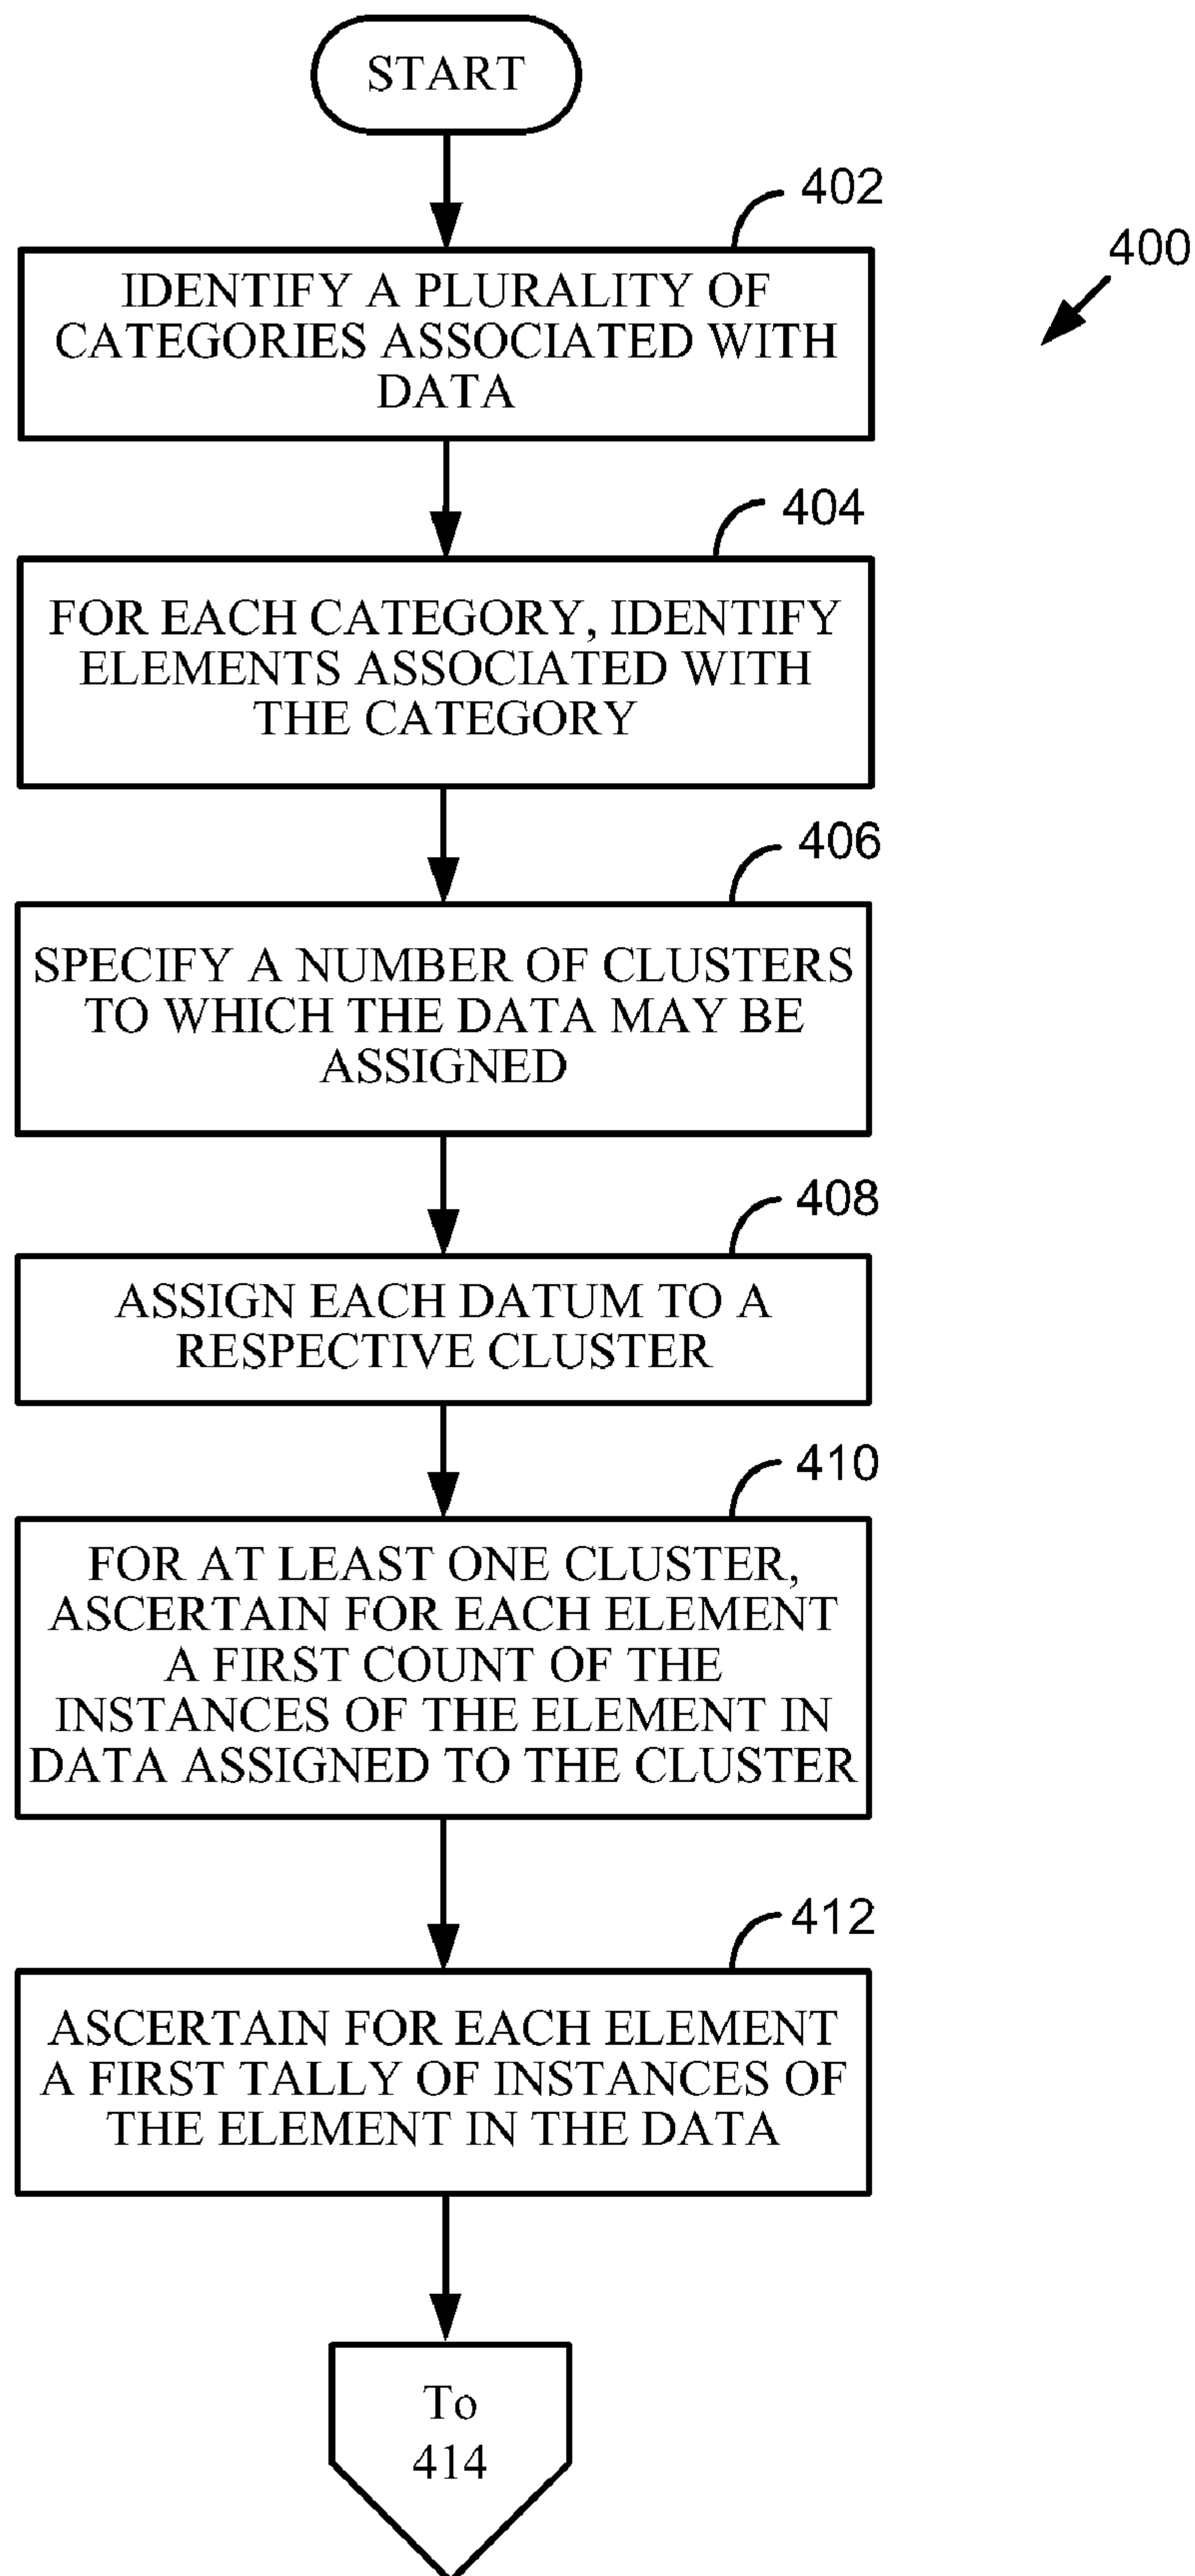 START
402
400
IDENTIFY A PLURALITY OF
CATEGORIES ASSOCIATED WITH
DATA
404
FOR EACH CATEGORY, IDENTIFY
ELEMENTS ASSOCIATED WITH
THE CATEGORY
406
SPECIFY A NUMBER OF CLUSTERS
TO WHICH THE DATA MAY BE
ASSIGNED
408
ASSIGN EACH DATUM TO A
RESPECTIVE CLUSTER
410
FOR AT LEAST ONE CLUSTER,
ASCERTAIN FOR EACH ELEMENT
A FIRST COUNT OF THE
INSTANCES OF THE ELEMENT IN
DATA ASSIGNED TO THE CLUSTER
412
ASCERTAIN FOR EACH ELEMENT
A FIRST TALLY OF INSTANCES OF
THE ELEMENT IN THE DATA
To
414